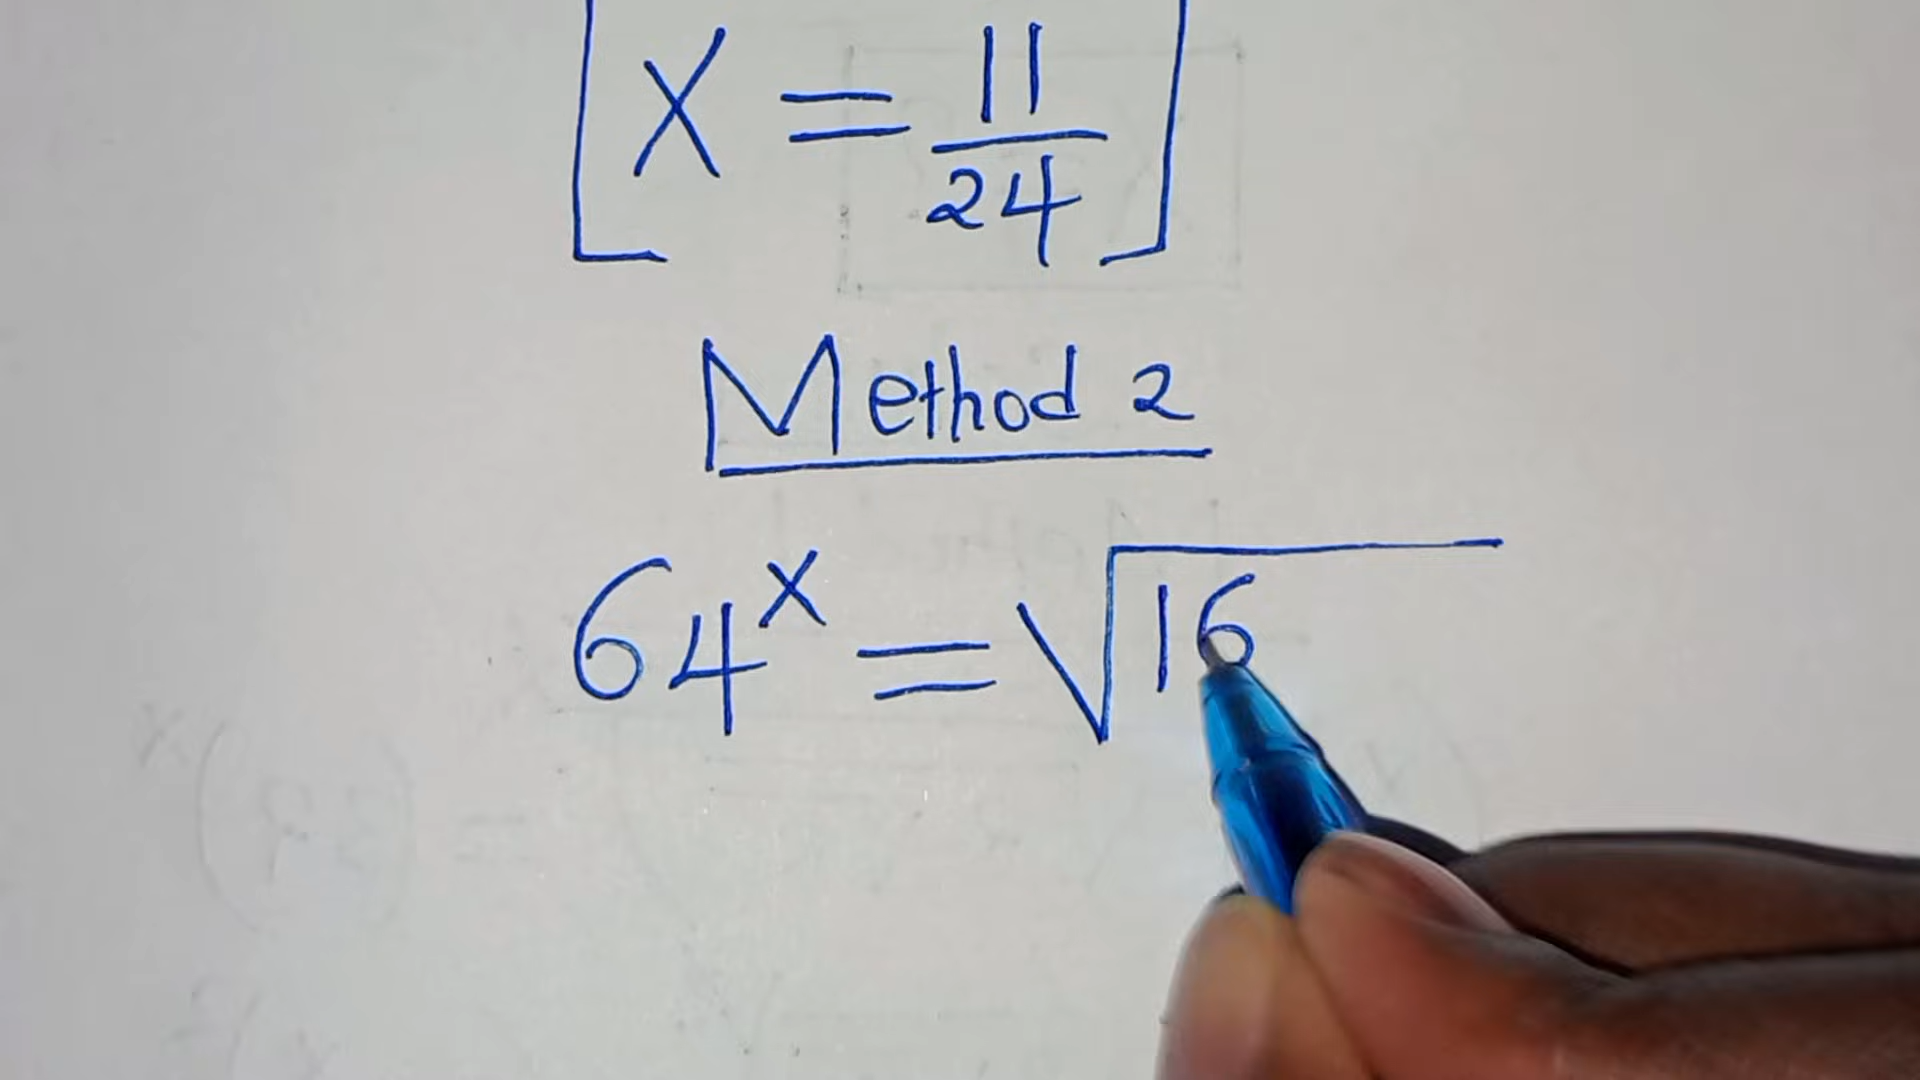 [x = 11/24]
Method 2
64^x = √16